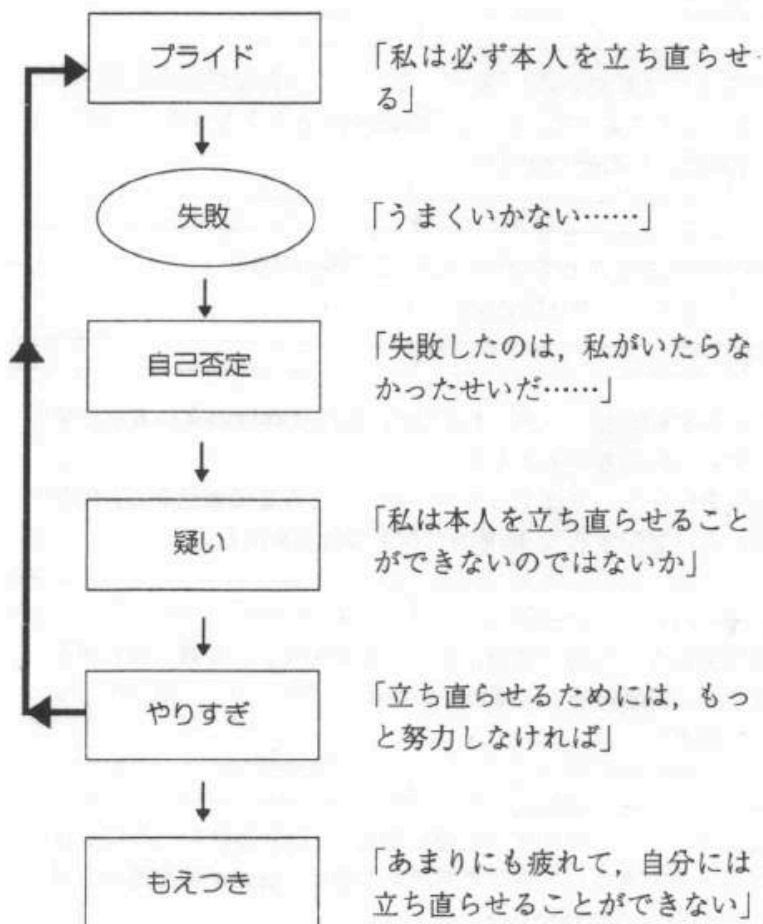 プライド
「私は必ず本人を立ち直らせ
る」
失敗
「うまくいかない……」
自己否定
「失敗したのは，私がいたらな
かったせいだ……」
疑い
「私は本人を立ち直らせること
ができないのではないか」
やりすぎ
「立ち直らせるためには，もっ
と努力しなければ」
もえつき
「あまりにも疲れて，自分には
立ち直らせることができない」